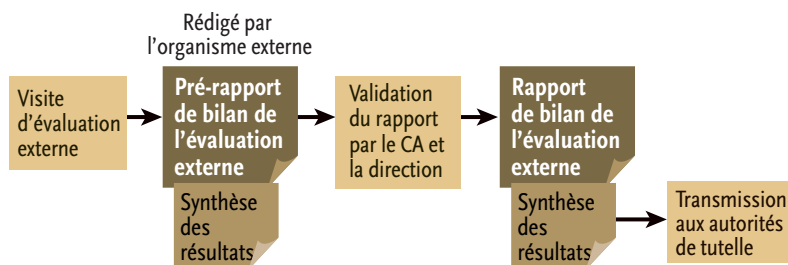 Rédigé par
l’organisme externe
Visite
d’évaluation
externe
Pré-rapport
de bilan de
l’évaluation
externe
Synthèse
des
résultats
Validation
du rapport
par le CA et
la direction
Rapport
de bilan de
l’évaluation
externe
Synthèse
des
résultats
Transmission
aux autorités
de tutelle